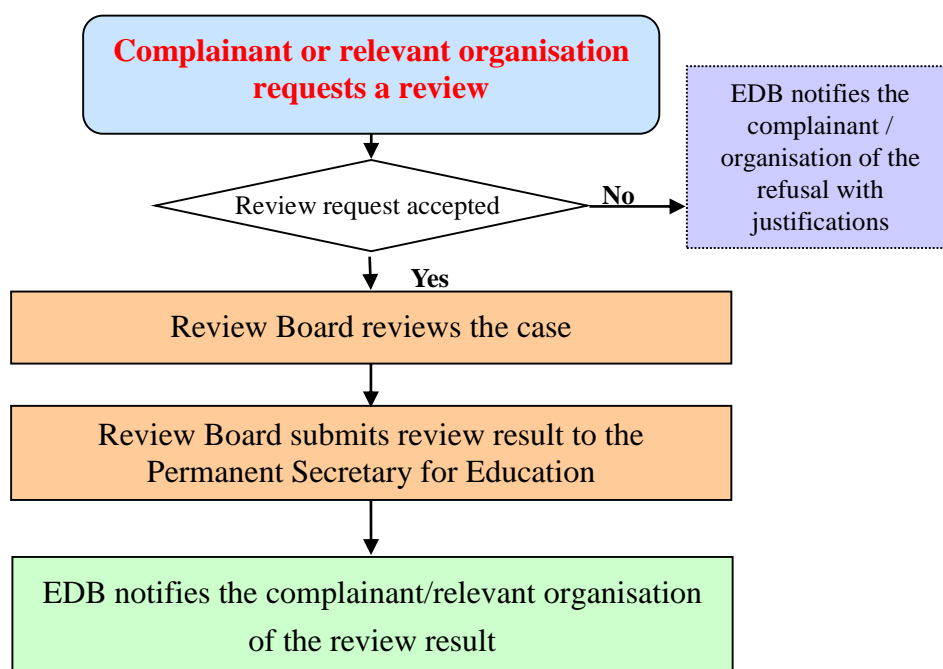 Complainant or relevant organisation
requests a review
EDB notifies the
complainant /
organisation of the
refusal with
justifications
Review request accepted
No
Yes
Review Board reviews the case
Review Board submits review result to the
Permanent Secretary for Education
EDB notifies the complainant/relevant organisation
of the review result